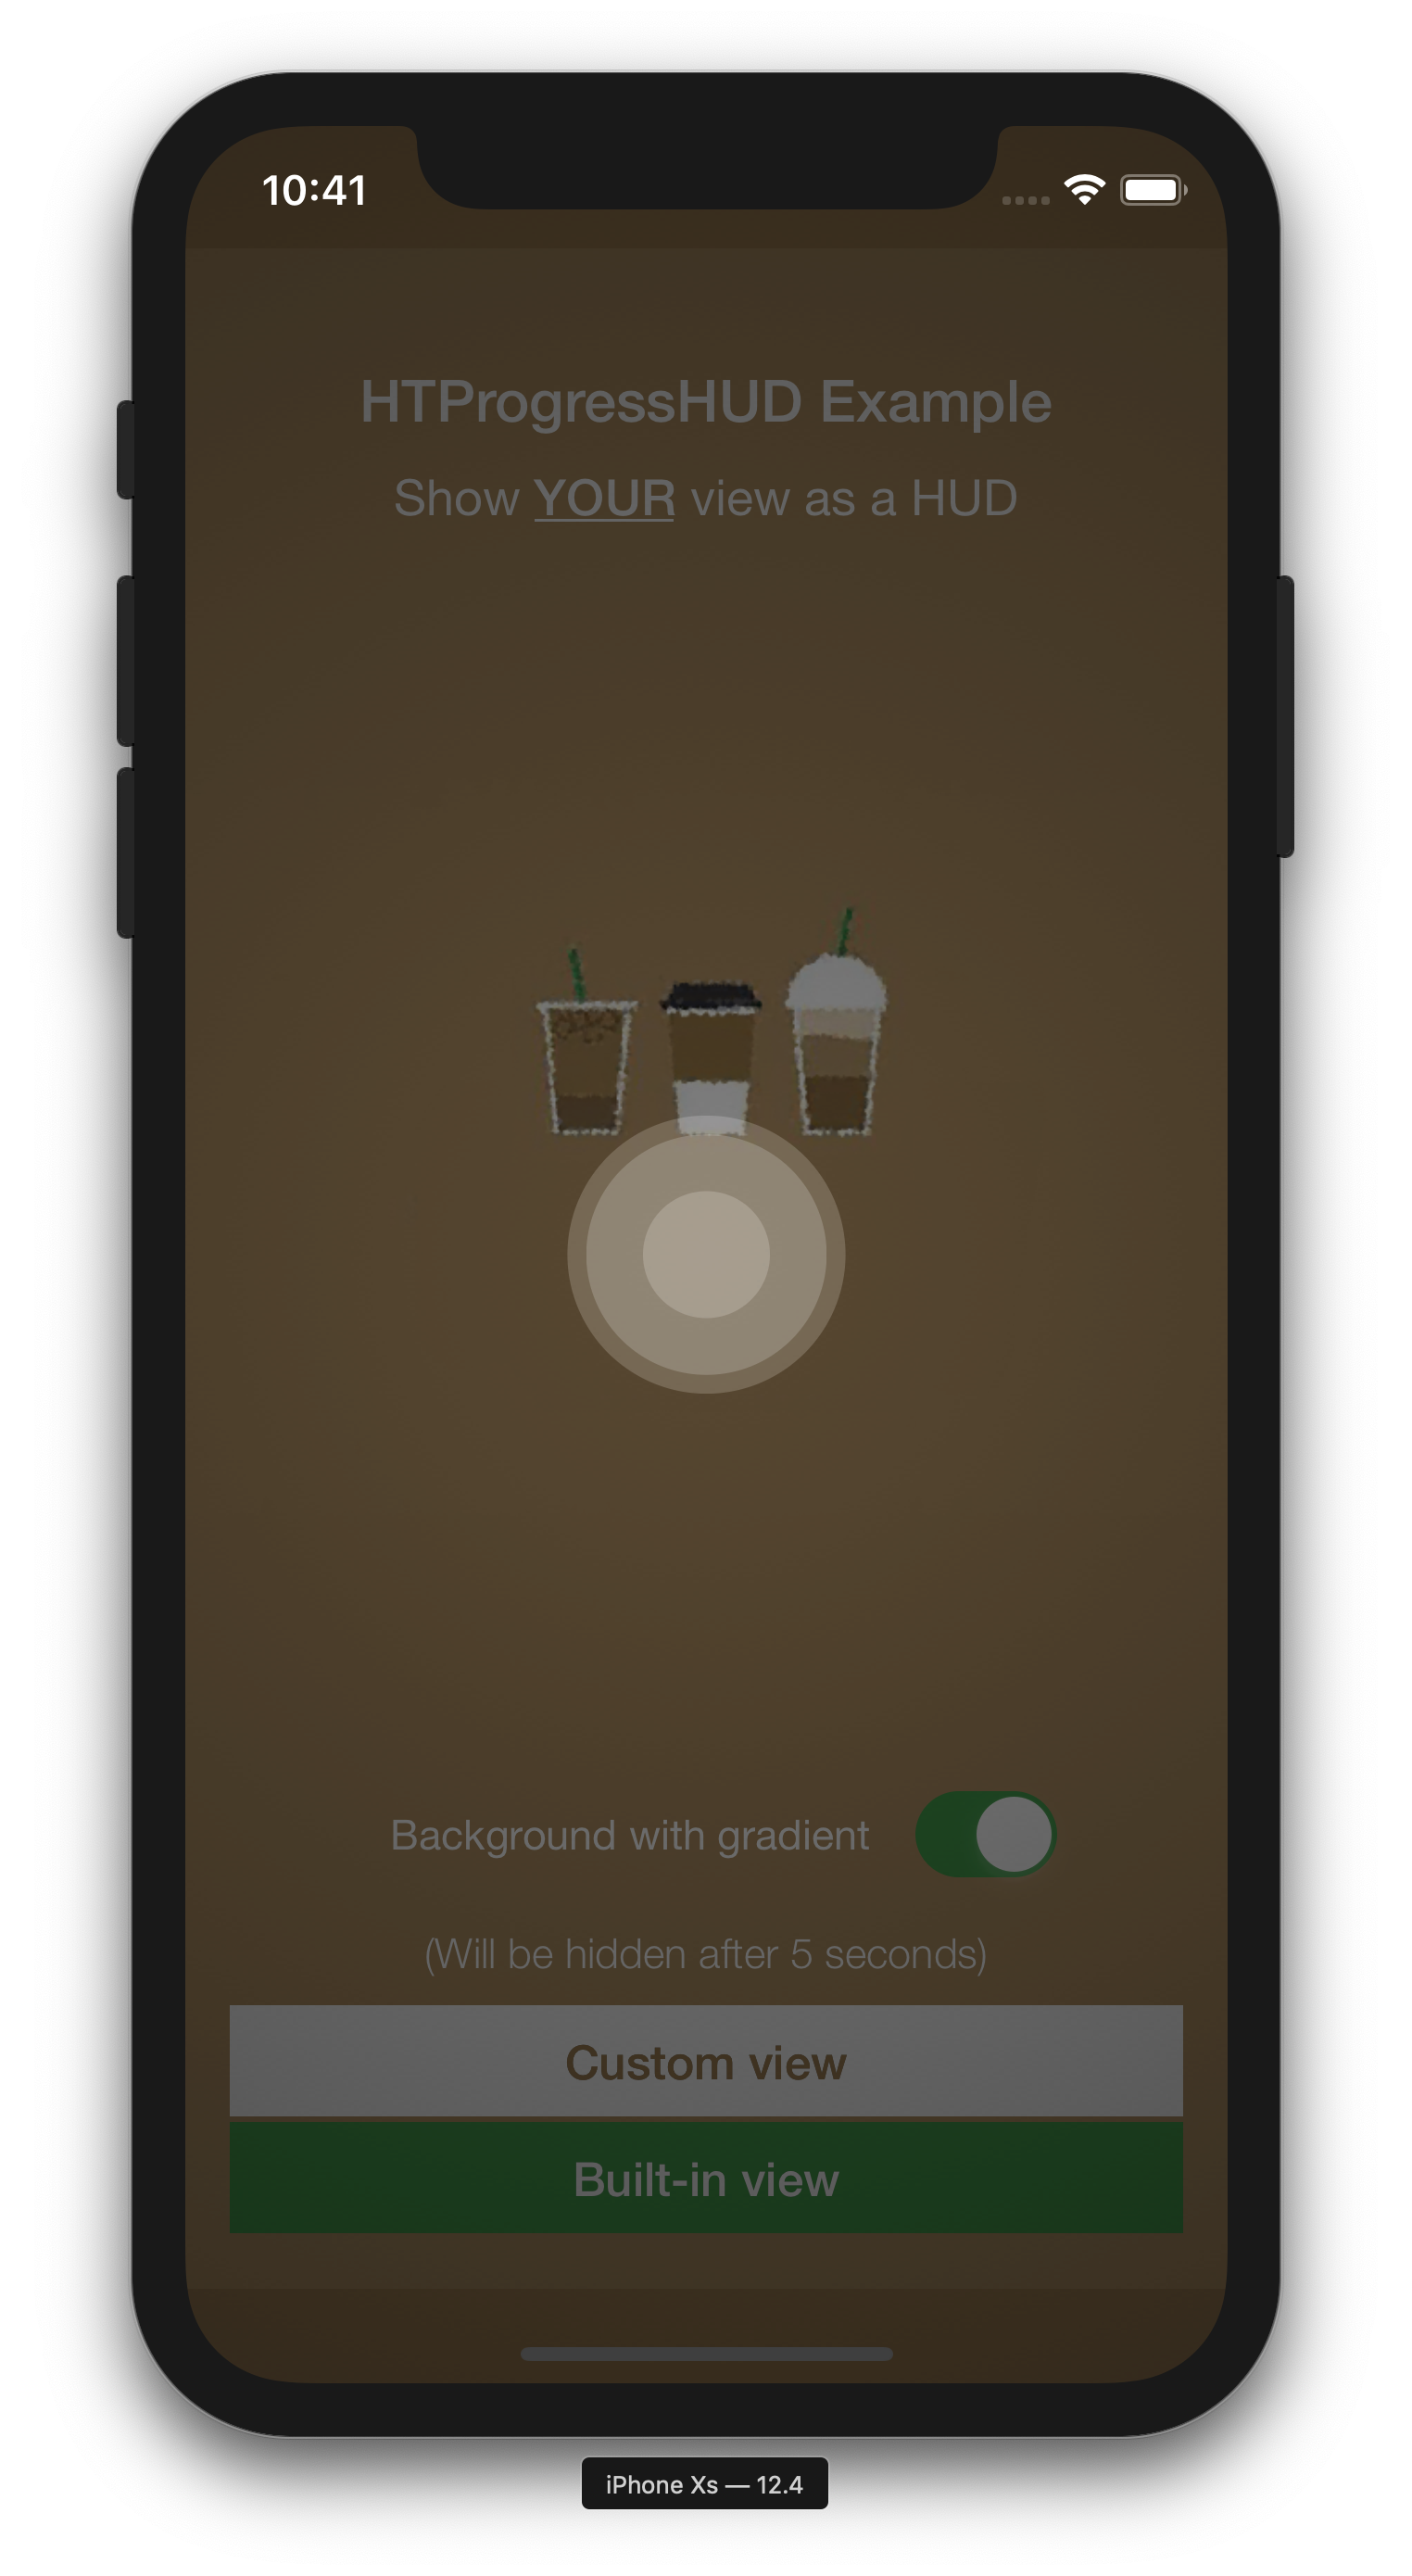 10:41
HTProgressHUD Example
Show YOUR view as a HUD
Background with gradient
(Will be hidden after 5 seconds)
Custom view
Built-in view
iPhone Xs — 12.4